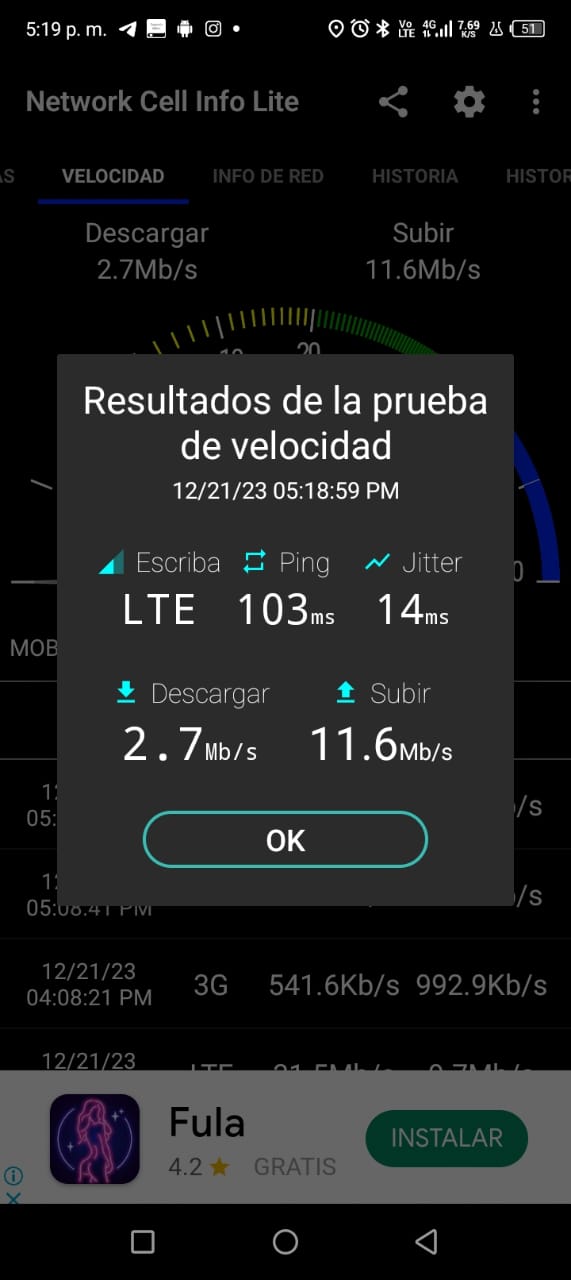 5:19 p. m.
Vo LTE 4G 7.69 K/S 51
Network Cell Info Lite
AS VELOCIDAD INFO DE RED HISTORIA HISTOR
Descargar Subir
2.7Mb/s 11.6Mb/s
10 20
Resultados de la prueba
de velocidad
12/21/23 05:18:59 PM
Escriba Ping Jitter
LTE 103ms 14ms
0
MOB
Descargar Subir
2.7Mb/s 11.6Mb/s
12
05: /s
OK
12 /s
05:08:41 PM
12/21/23
04:08:21 PM 3G 541.6Kb/s 992.9Kb/s
12/21/23
LTE
Fula
4.2 GRATIS
INSTALAR